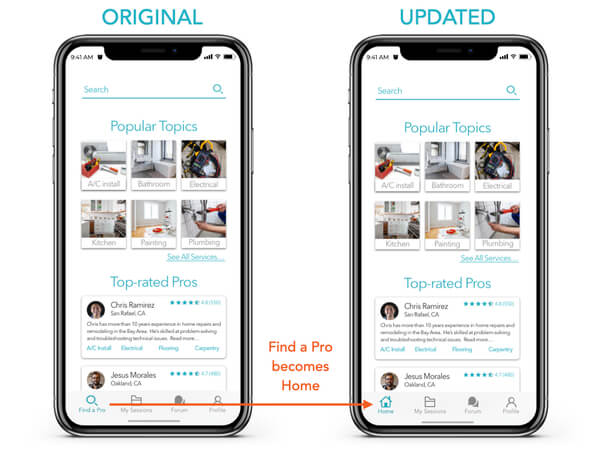 ORIGINAL
9:41 AM
Search
Popular Topics
A/C install
Bathroom
Electrical
Kitchen
Painting
Plumbing
See All Services...
Top-rated Pros
Chris Ramirez
4.8 (350)
San Rafael, CA
Chris has more than 10 years experience in home repairs and
remodeling in the Bay Area. He's skilled at problem-solving
and troubleshooting technical issues. Read more...
A/C Install Electrical Flooring Carpentry
Jesus Morales
4.7 (480)
Oakland, CA
Find a Pro
My Sessions
Forum
Profile
Find a Pro
becomes
Home
UPDATED
9:41 AM
Search
Popular Topics
A/C install
Bathroom
Electrical
Kitchen
Painting
Plumbing
See All Services...
Top-rated Pros
Chris Ramirez
4.8 (350)
San Rafael, CA
Chris has more than 10 years experience in home repairs and
remodeling in the Bay Area. He's skilled at problem-solving
and troubleshooting technical issues. Read more...
A/C Install Electrical Flooring Carpentry
Jesus Morales
4.7 (480)
Oakland, CA
Home
My Sessions
Forum
Profile